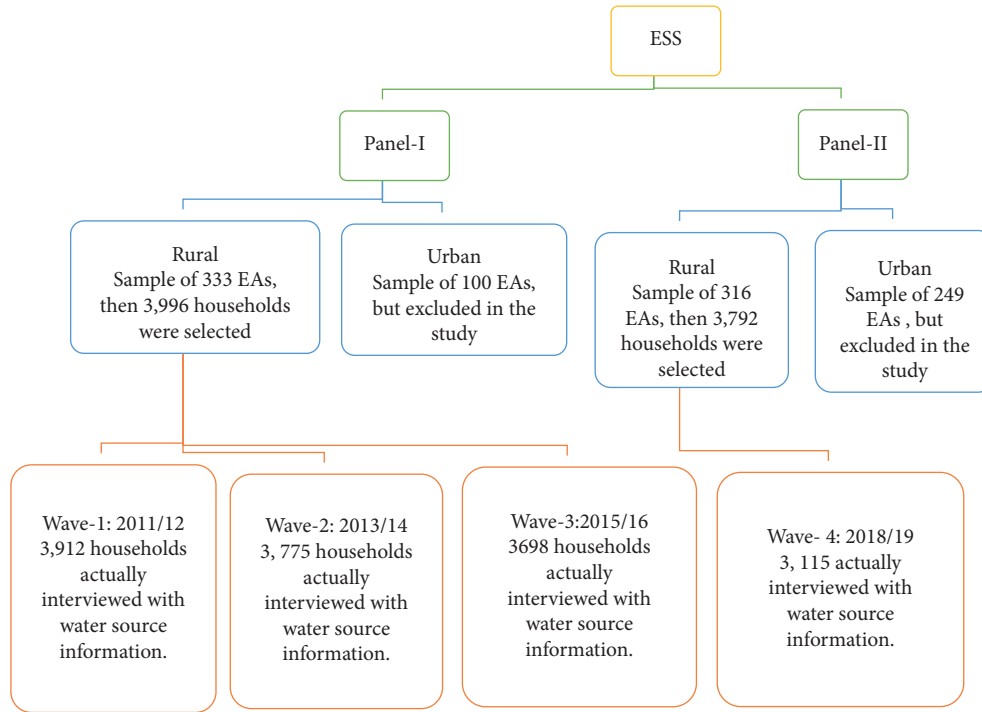 ESS
Panel-I
Panel-II
Rural
Sample of 333 EAs,
then 3,996 households
were selected
Urban
Sample of 100 EAs,
but excluded in the
study
Rural
Sample of 316
EAs, then 3,792
households were
selected
Urban
Sample of 249
EAs , but
excluded in the
study
Wave-1: 2011/12
3,912 households
actually
interviewed with
water source
information.
Wave-2: 2013/14
3, 775 households
actually
interviewed with
water source
information.
Wave-3:2015/16
3698 households
actually
interviewed with
water source
information.
Wave- 4: 2018/19
3, 115 actually
interviewed with
water source
information.